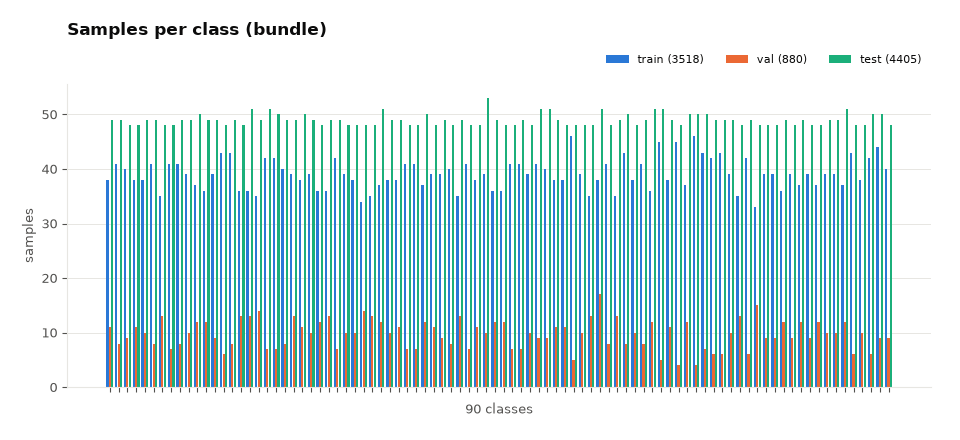 Samples per class (bundle)
train (3518) val (880) test (4405)
50
40
30
20
10
0
samples
90 classes